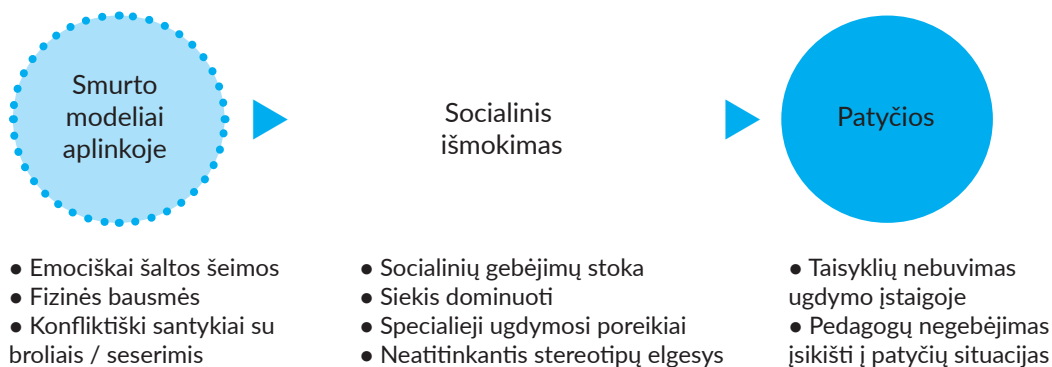 Smurto
modeliai
aplinkoje
Socialinis
išmokimas
Patyčios
● Emociškai šaltos šeimos
● Fizinės bausmės
● Konfliktiški santykiai su
broliais / seserimis
● Socialinių gebėjimų stoka
● Siekis dominuoti
● Specialieji ugdymosi poreikiai
● Neatitinkantis stereotipų elgesys
● Taisyklių nebuvimas
ugdymo įstaigoje
● Pedagogų negebėjimas
įsikišti į patyčių situacijas